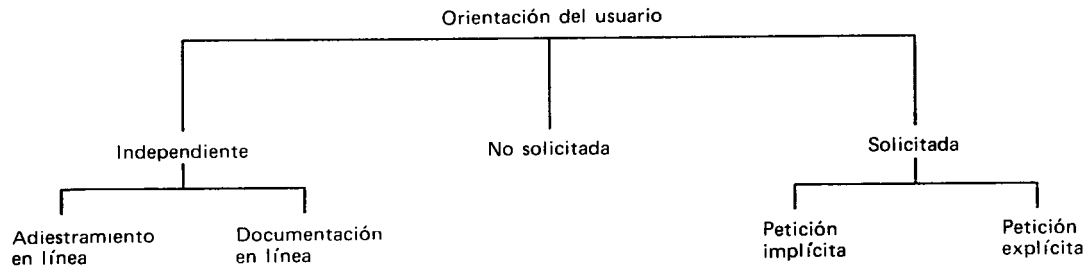 Orientación del usuario
Independiente
No solicitada
Solicitada
Adiestramiento
en línea
Documentación
en línea
Petición
implícita
Petición
explícita